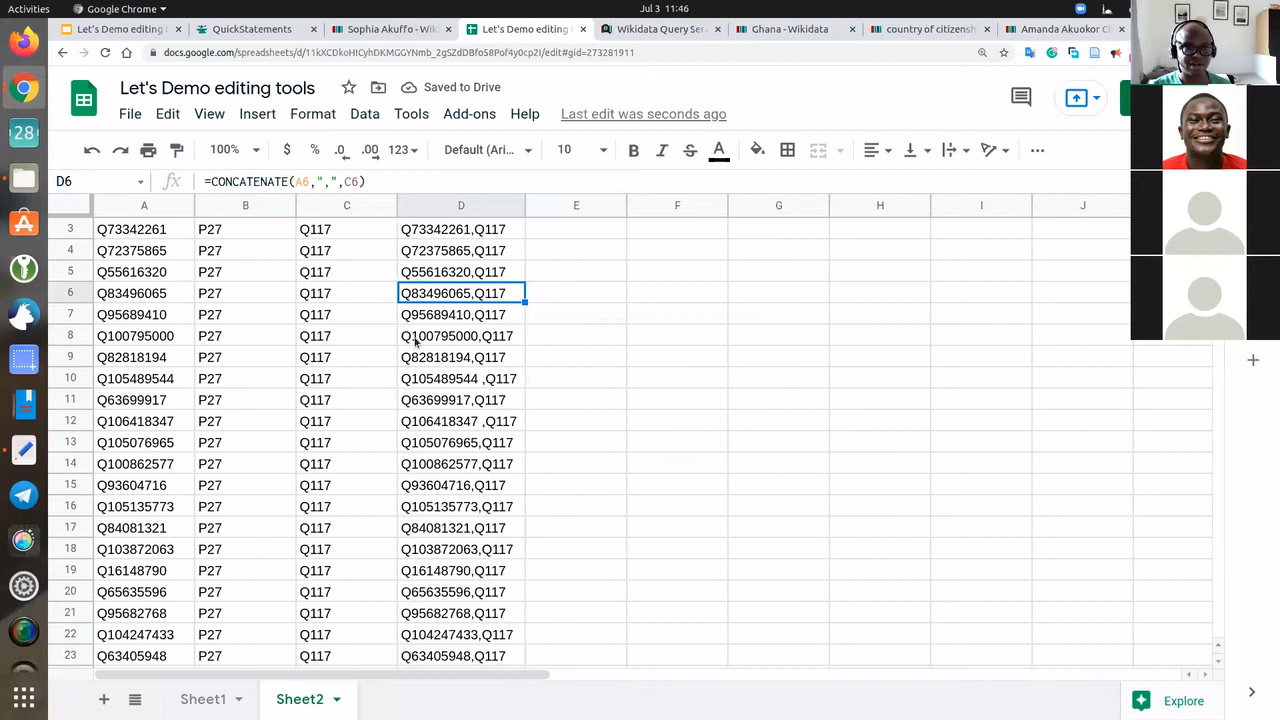 Activities
Google Chrome
Jul 3 11:46
Let's Demo editing
QuickStatements
Sophia Akuffo - Wiki
Let's Demo editing
Wikidata Query Ser
Ghana - Wikidata
country of citizensh
Amanda Akuokor Cl
docs.google.com/spreadsheets/d/11kXCDkoHICyhDKMGGYNmb_2gSZdDBfoS8Pof4y0cp2I/edit#gid=273281911
Let's Demo editing tools
Saved to Drive
File Edit View Insert Format Data Tools Add-ons Help Last edit was seconds ago
100% $ % .0 .00 123 Default (Ari... 10 B I S A
D6 fx =CONCATENATE(A6,",",C6)
A B C D E F G H I J
3 Q73342261 P27 Q117 Q73342261,Q117
4 Q72375865 P27 Q117 Q72375865,Q117
5 Q55616320 P27 Q117 Q55616320,Q117
6 Q83496065 P27 Q117 Q83496065,Q117
7 Q95689410 P27 Q117 Q95689410,Q117
8 Q100795000 P27 Q117 Q100795000,Q117
9 Q82818194 P27 Q117 Q82818194,Q117
10 Q105489544 P27 Q117 Q105489544 ,Q117
11 Q63699917 P27 Q117 Q63699917,Q117
12 Q106418347 P27 Q117 Q106418347 ,Q117
13 Q105076965 P27 Q117 Q105076965,Q117
14 Q100862577 P27 Q117 Q100862577,Q117
15 Q93604716 P27 Q117 Q93604716,Q117
16 Q105135773 P27 Q117 Q105135773,Q117
17 Q84081321 P27 Q117 Q84081321,Q117
18 Q103872063 P27 Q117 Q103872063,Q117
19 Q16148790 P27 Q117 Q16148790,Q117
20 Q65635596 P27 Q117 Q65635596,Q117
21 Q95682768 P27 Q117 Q95682768,Q117
22 Q104247433 P27 Q117 Q104247433,Q117
23 Q63405948 P27 Q117 Q63405948,Q117
Sheet1 Sheet2
Explore
28